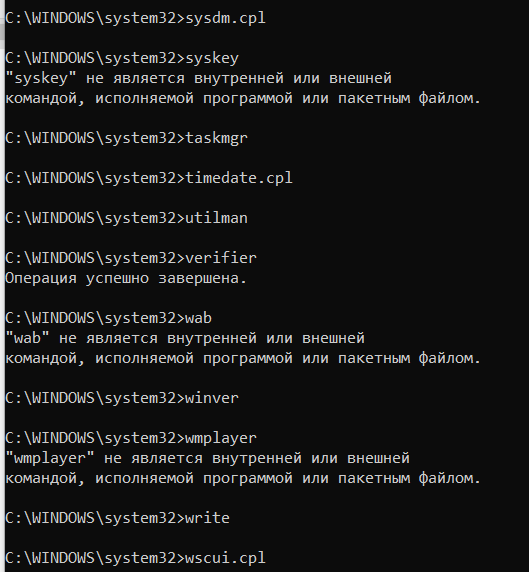 C:\WINDOWS\system32>sysdm.cpl
C:\WINDOWS\system32>syskey
"syskey" не является внутренней или внешней
командой, исполняемой программой или пакетным файлом.
C:\WINDOWS\system32>taskmgr
C:\WINDOWS\system32>timedate.cpl
C:\WINDOWS\system32>utilman
C:\WINDOWS\system32>verifier
Операция успешно завершена.
C:\WINDOWS\system32>wab
"wab" не является внутренней или внешней
командой, исполняемой программой или пакетным файлом.
C:\WINDOWS\system32>winver
C:\WINDOWS\system32>wmplayer
"wmplayer" не является внутренней или внешней
командой, исполняемой программой или пакетным файлом.
C:\WINDOWS\system32>write
C:\WINDOWS\system32>wscui.cpl